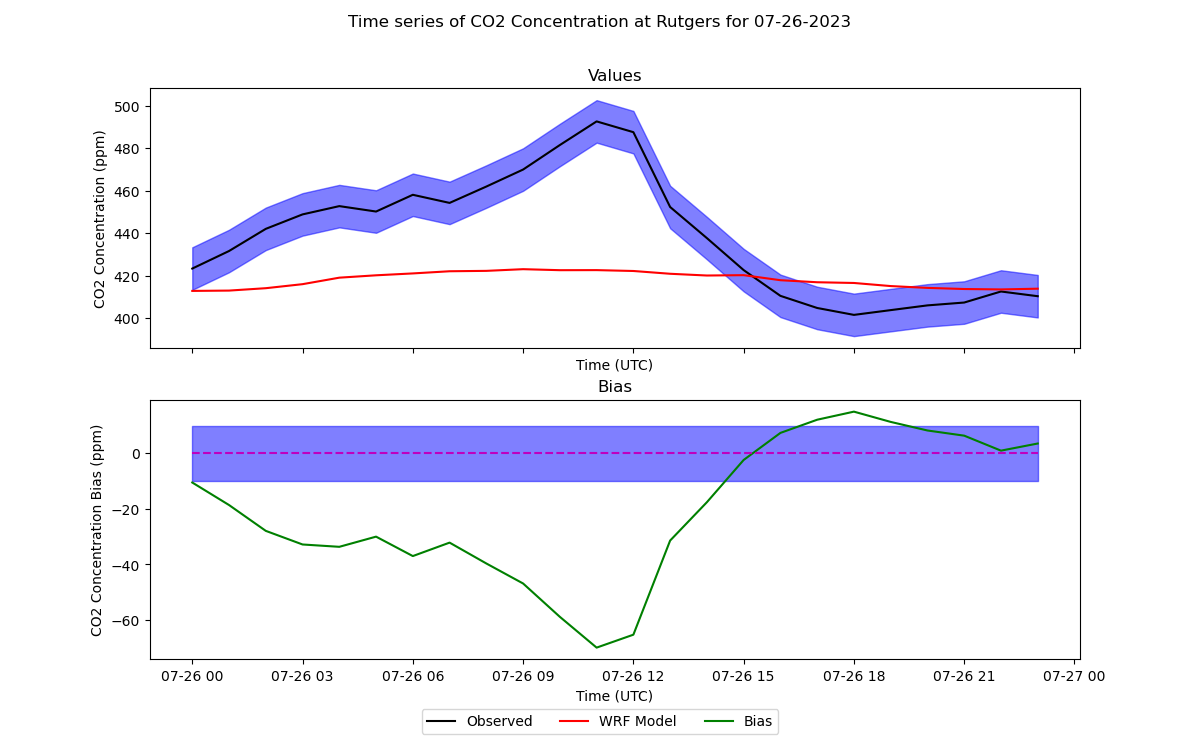 Time series of CO2 Concentration at Rutgers for 07-26-2023
Values
CO2 Concentration (ppm)
500
480
460
440
420
400
Time (UTC)
Bias
CO2 Concentration Bias (ppm)
0
−20
−40
−60
07-26 00 07-26 03 07-26 06 07-26 09 07-26 12 07-26 15 07-26 18 07-26 21 07-27 00
Time (UTC)
Observed WRF Model Bias